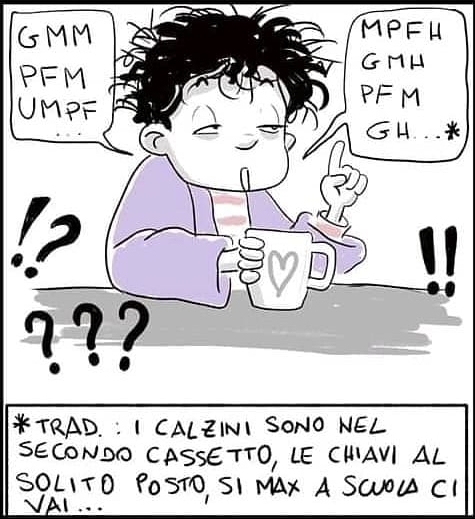 GMM
PFM
UMPF
...
MPFH
GMH
PFM
GH...*
!?
!!
???
*TRAD. : I CALZINI SONO NEL
SECONDO CASSETTO, LE CHIAVI AL
SOLITO POSTO, SI MAX A SCUOLA CI
VAI...